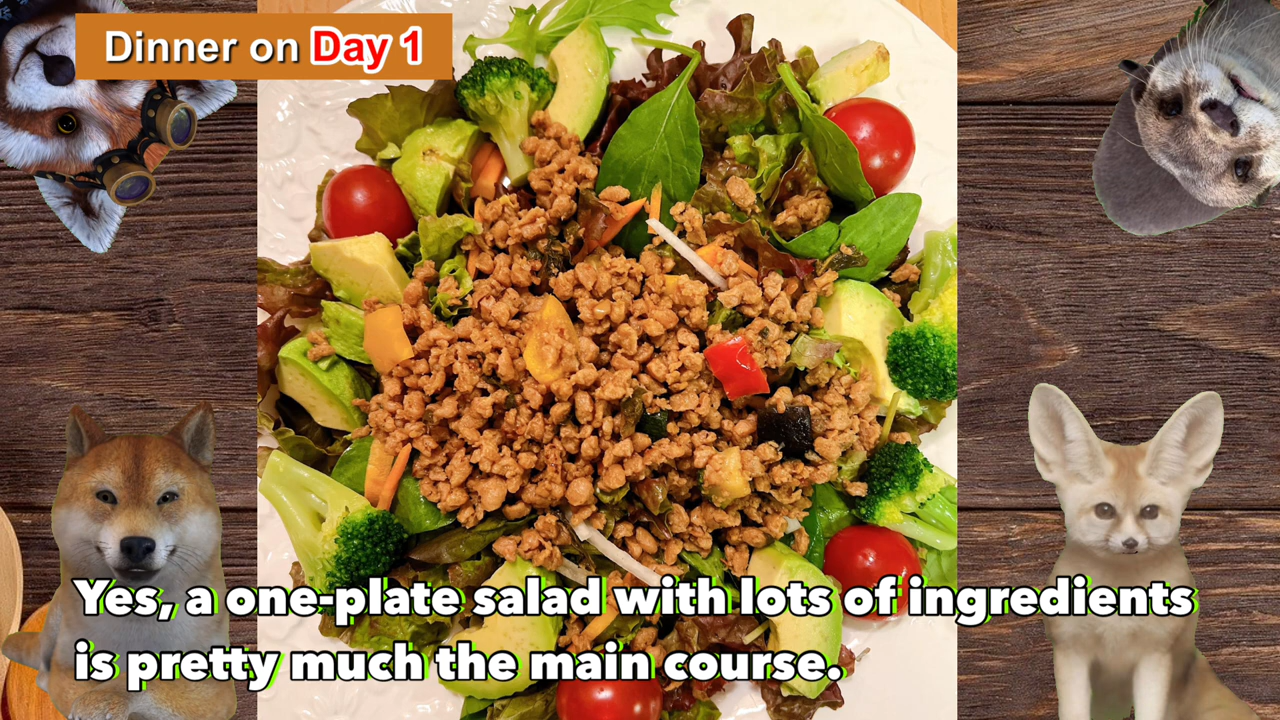 Dinner on Day 1
Yes, a one-plate salad with lots of ingredients
is pretty much the main course.